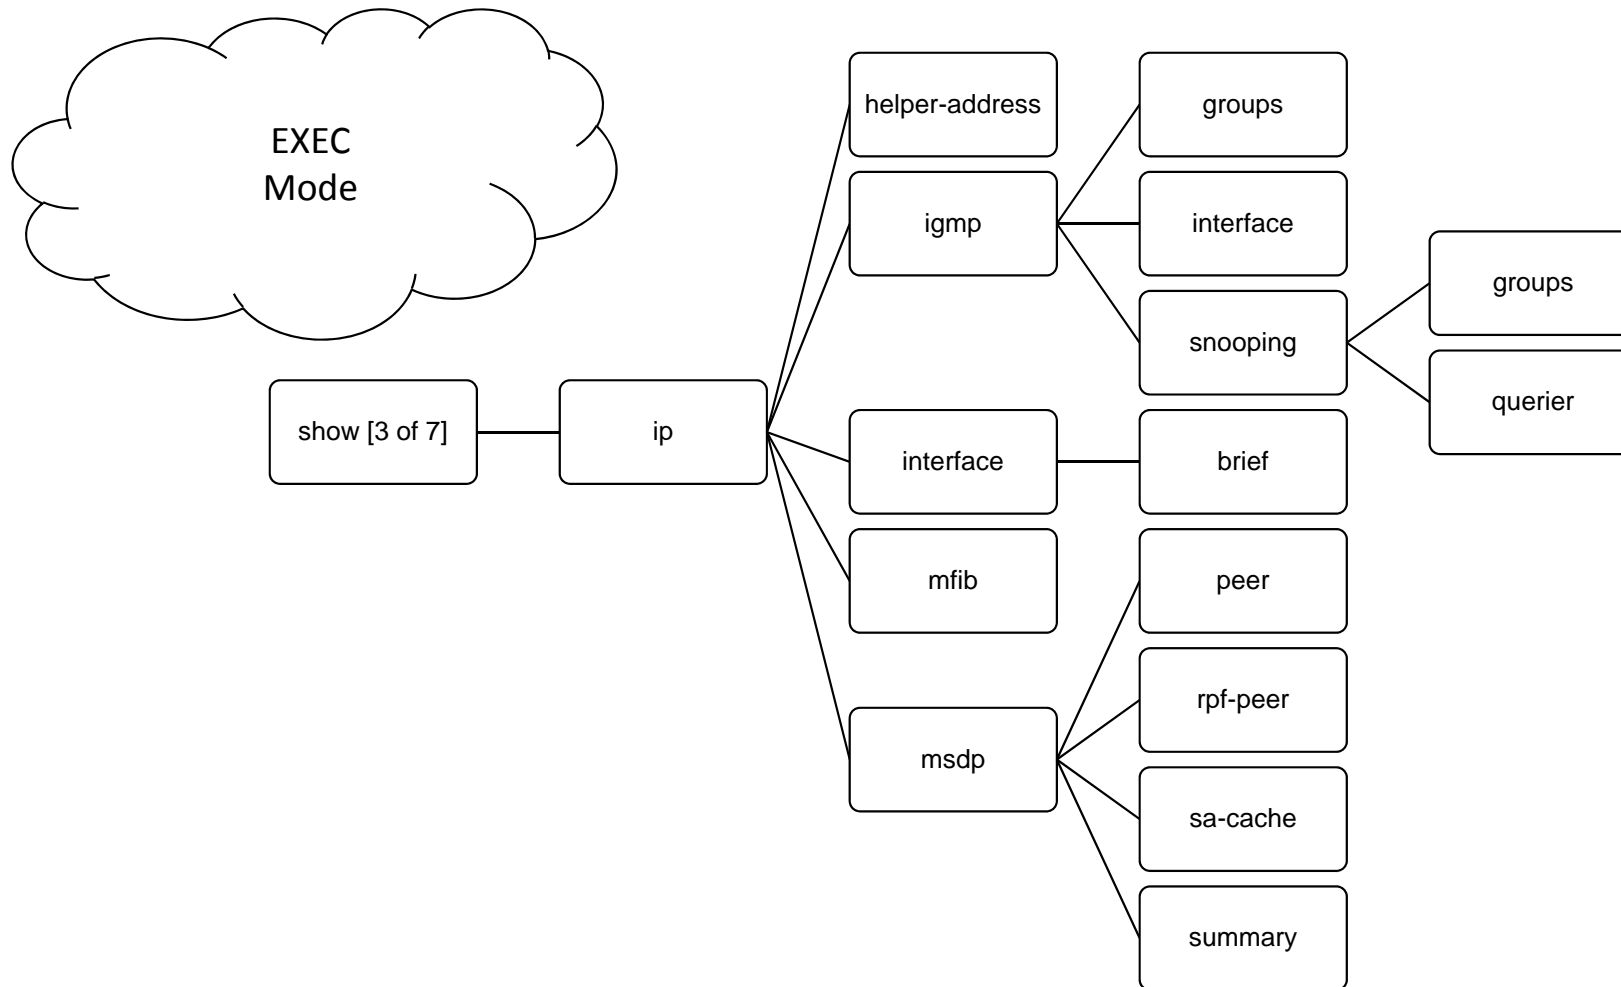 EXEC
Mode
helper-address
groups
igmp
interface
groups
snooping
querier
show [3 of 7]
ip
interface
brief
mfib
peer
rpf-peer
msdp
sa-cache
summary